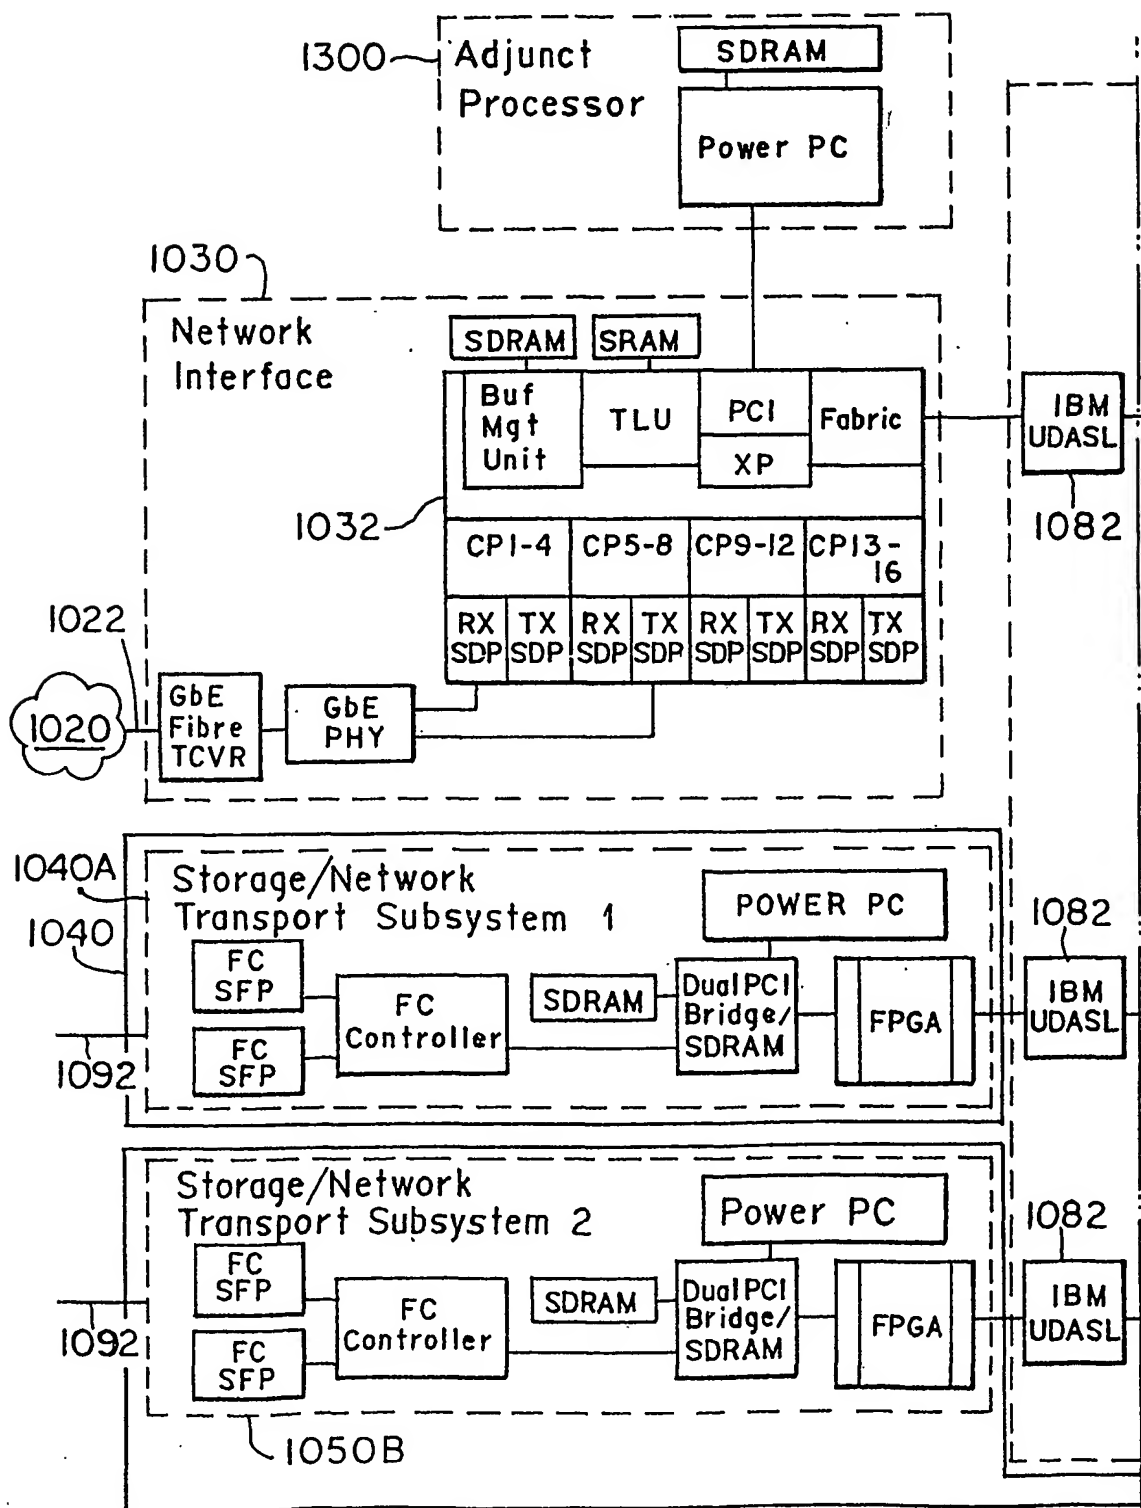 1300
Adjunct
Processor
SDRAM
Power PC
1030
Network
Interface
SDRAM
SRAM
Buf
Mgt
Unit
TLU
PCI
XP
Fabric
IBM
UDASL
1082
1032
CP1-4
CP5-8
CP9-12
CP13-
16
RX
SDP
TX
SDP
RX
SDP
TX
SDP
RX
SDP
TX
SDP
RX
SDP
TX
SDP
1022
1020
GbE
Fibre
TCVR
GbE
PHY
1040A
1040
Storage/Network
Transport Subsystem 1
POWER PC
FC
SFP
FC
SFP
FC
Controller
SDRAM
Dual PCI
Bridge/
SDRAM
FPGA
1082
IBM
UDASL
1092
Storage/Network
Transport Subsystem 2
Power PC
FC
SFP
FC
SFP
FC
Controller
SDRAM
Dual PCI
Bridge/
SDRAM
FPGA
1082
IBM
UDASL
1092
1050B